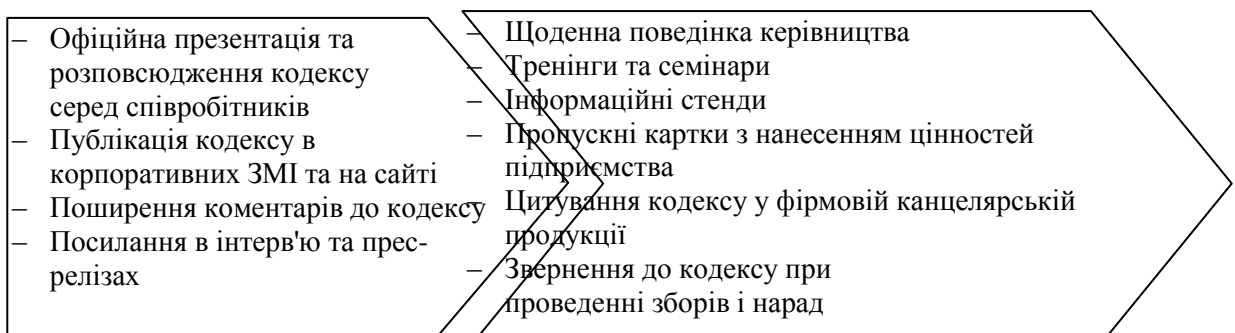 – Офіційна презентація та
розповсюдження кодексу
серед співробітників
– Публікація кодексу в
корпоративних ЗМІ та на сайті
– Поширення коментарів до кодексу
– Посилання в інтерв'ю та прес-
релізах
– Щоденна поведінка керівництва
– Тренінги та семінари
– Інформаційні стенди
– Пропускні картки з нанесенням цінностей
підприємства
– Цитування кодексу у фірмовій канцелярській
продукції
– Звернення до кодексу при
проведенні зборів і нарад